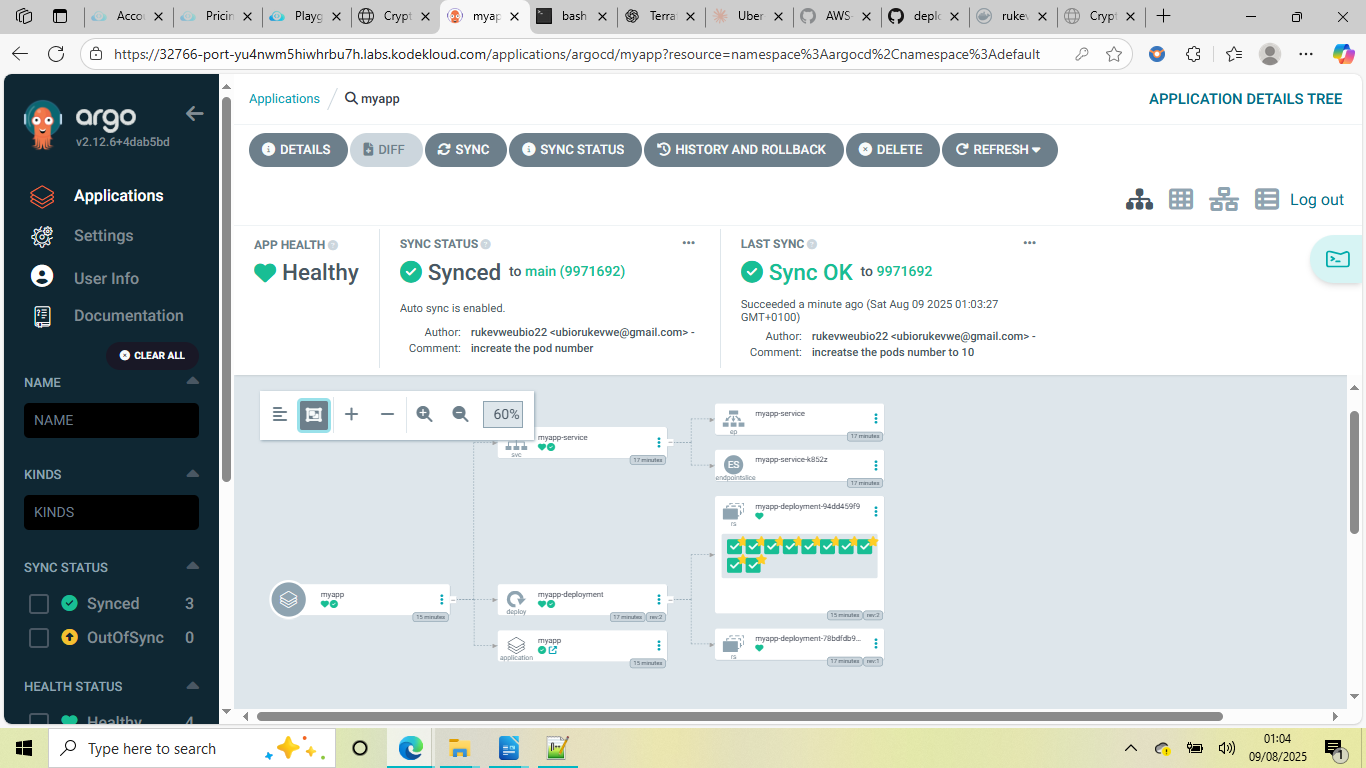 Accou
Pricin
Playg
Crypt
myap
bash
Terra
Uber
AWS-
deplo
rukev
Crypt
https://32766-port-yu4nwm5hiwhrbu7h.labs.kodekloud.com/applications/argocd/myapp?resource=namespace%3Aargocd%2Cnamespace%3Adefault
argo
v2.12.6+4dab5bd
Applications
Settings
User Info
Documentation
CLEAR ALL
NAME
NAME
KINDS
KINDS
SYNC STATUS
Synced 3
OutOfSync 0
HEALTH STATUS
Healthy 4
Applications / myapp
APPLICATION DETAILS TREE
DETAILS
DIFF
SYNC
SYNC STATUS
HISTORY AND ROLLBACK
DELETE
REFRESH
Log out
APP HEALTH
Healthy
SYNC STATUS
Synced to main (9971692)
Auto sync is enabled.
Author: rukevweubio22 <ubiorukevwe@gmail.com> -
Comment: increate the pod number
LAST SYNC
Sync OK to 9971692
Succeeded a minute ago (Sat Aug 09 2025 01:03:27
GMT+0100)
Author: rukevweubio22 <ubiorukevwe@gmail.com> -
Comment: increatse the pods number to 10
60%
myapp
15 minutes
svc
myapp-service
17 minutes
deploy
myapp-deployment
17 minutes
rev:2
application
myapp
15 minutes
ep
myapp-service
17 minutes
ES
endpointslice
myapp-service-k852z
17 minutes
rs
myapp-deployment-94dd459f9
15 minutes
rev:2
rs
myapp-deployment-78bdfdb9...
17 minutes
rev:1
Type here to search
01:04
09/08/2025
1